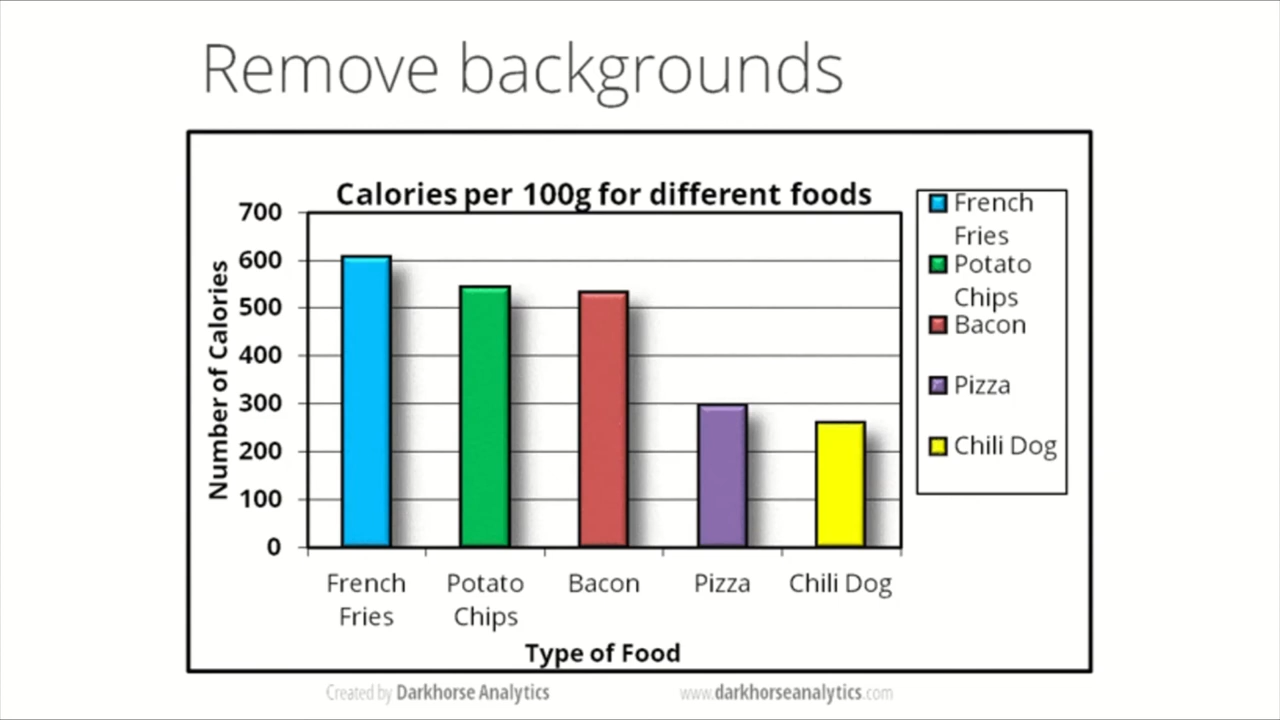 Remove backgrounds
Calories per 100g for different foods
Number of Calories
700
600
500
400
300
200
100
0
French
Fries
Potato
Chips
Bacon
Pizza
Chili Dog
Type of Food
French
Fries
Potato
Chips
Bacon
Pizza
Chili Dog
Created by Darkhorse Analytics
www.darkhorseanalytics.com